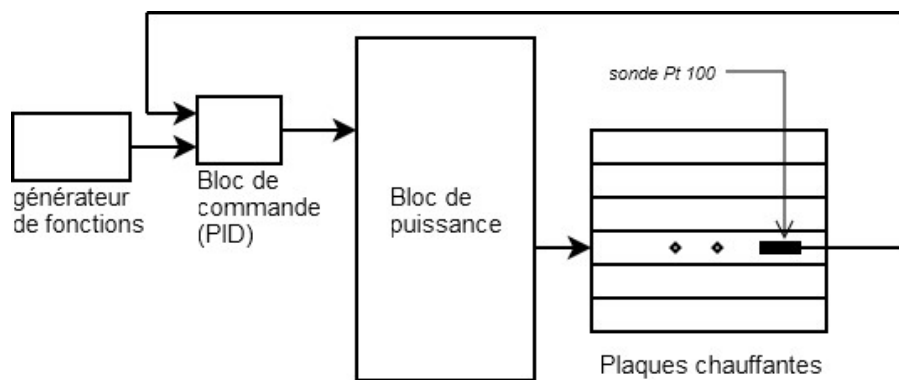 sonde Pt 100
générateur
de fonctions
Bloc de
commande
(PID)
Bloc de
puissance
Plaques chauffantes